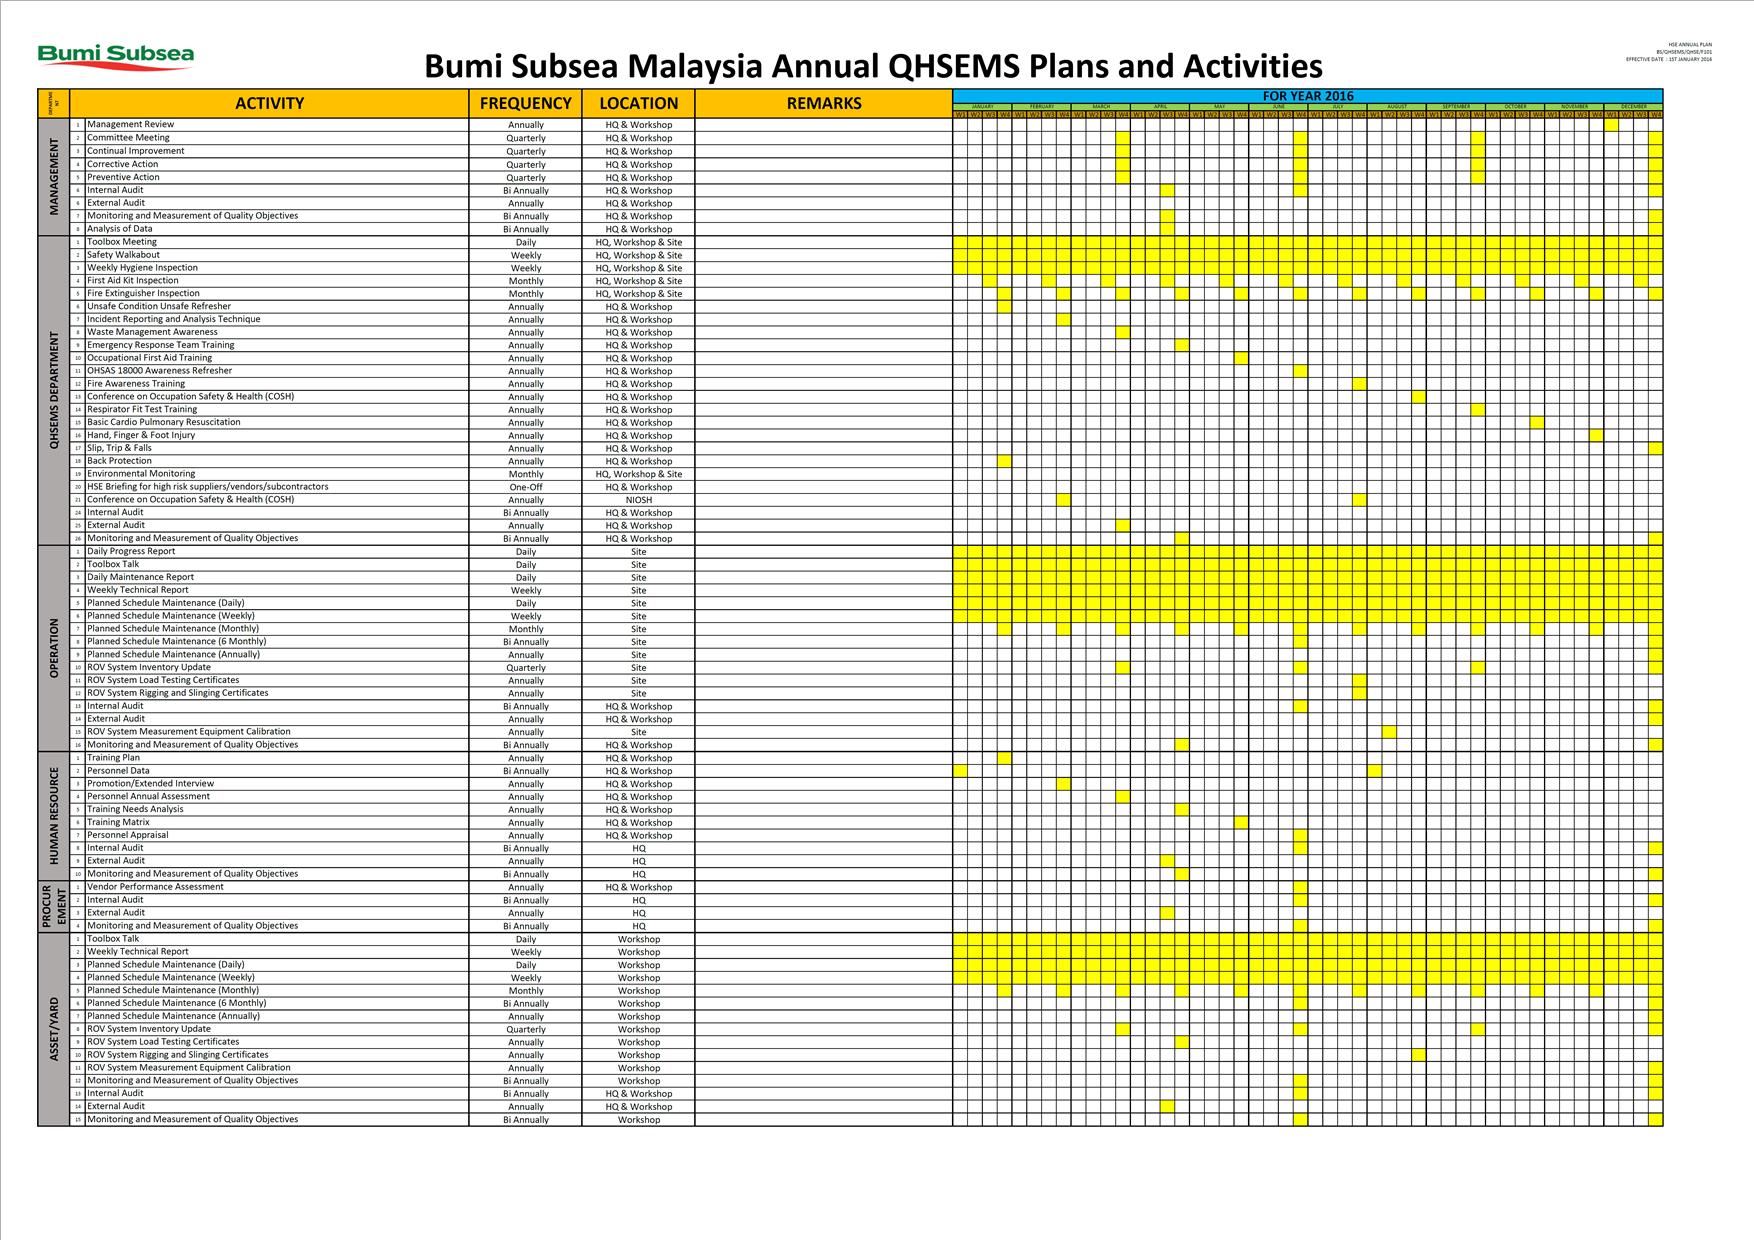 Bumi Subsea
Bumi Subsea Malaysia Annual QHSEMS Plans and Activities
HSE ANNUAL PLAN
BS/QHSEMS/QHSE/F101
EFFECTIVE DATE : 1ST JANUARY 2016
DEPARTMENT ACTIVITY FREQUENCY LOCATION REMARKS FOR YEAR 2016
JANUARY FEBRUARY MARCH APRIL MAY JUNE JULY AUGUST SEPTEMBER OCTOBER NOVEMBER DECEMBER
W1 W2 W3 W4 W1 W2 W3 W4 W1 W2 W3 W4 W1 W2 W3 W4 W1 W2 W3 W4 W1 W2 W3 W4 W1 W2 W3 W4 W1 W2 W3 W4 W1 W2 W3 W4 W1 W2 W3 W4 W1 W2 W3 W4 W1 W2 W3 W4
MANAGEMENT
1 Management Review Annually HQ & Workshop
2 Committee Meeting Quarterly HQ & Workshop
3 Continual Improvement Quarterly HQ & Workshop
4 Corrective Action Quarterly HQ & Workshop
5 Preventive Action Quarterly HQ & Workshop
6 Internal Audit Bi Annually HQ & Workshop
6 External Audit Annually HQ & Workshop
7 Monitoring and Measurement of Quality Objectives Bi Annually HQ & Workshop
8 Analysis of Data Bi Annually HQ & Workshop
QHSEMS DEPARTMENT
1 Toolbox Meeting Daily HQ, Workshop & Site
2 Safety Walkabout Weekly HQ, Workshop & Site
3 Weekly Hygiene Inspection Weekly HQ, Workshop & Site
4 First Aid Kit Inspection Monthly HQ, Workshop & Site
5 Fire Extinguisher Inspection Monthly HQ, Workshop & Site
6 Unsafe Condition Unsafe Refresher Annually HQ & Workshop
7 Incident Reporting and Analysis Technique Annually HQ & Workshop
8 Waste Management Awareness Annually HQ & Workshop
9 Emergency Response Team Training Annually HQ & Workshop
10 Occupational First Aid Training Annually HQ & Workshop
11 OHSAS 18000 Awareness Refresher Annually HQ & Workshop
12 Fire Awareness Training Annually HQ & Workshop
13 Conference on Occupation Safety & Health (COSH) Annually HQ & Workshop
14 Respirator Fit Test Training Annually HQ & Workshop
15 Basic Cardio Pulmonary Resuscitation Annually HQ & Workshop
16 Hand, Finger & Foot Injury Annually HQ & Workshop
17 Slip, Trip & Falls Annually HQ & Workshop
18 Back Protection Annually HQ & Workshop
19 Environmental Monitoring Monthly HQ, Workshop & Site
20 HSE Briefing for high risk suppliers/vendors/subcontractors One-Off HQ & Workshop
21 Conference on Occupation Safety & Health (COSH) Annually NIOSH
24 Internal Audit Bi Annually HQ & Workshop
25 External Audit Annually HQ & Workshop
26 Monitoring and Measurement of Quality Objectives Bi Annually HQ & Workshop
OPERATION
1 Daily Progress Report Daily Site
2 Toolbox Talk Daily Site
3 Daily Maintenance Report Daily Site
4 Weekly Technical Report Weekly Site
5 Planned Schedule Maintenance (Daily) Daily Site
6 Planned Schedule Maintenance (Weekly) Weekly Site
7 Planned Schedule Maintenance (Monthly) Monthly Site
8 Planned Schedule Maintenance (6 Monthly) Bi Annually Site
9 Planned Schedule Maintenance (Annually) Annually Site
10 ROV System Inventory Update Quarterly Site
11 ROV System Load Testing Certificates Annually Site
12 ROV System Rigging and Slinging Certificates Annually Site
13 Internal Audit Bi Annually HQ & Workshop
14 External Audit Annually HQ & Workshop
15 ROV System Measurement Equipment Calibration Annually Site
16 Monitoring and Measurement of Quality Objectives Bi Annually HQ & Workshop
HUMAN RESOURCE
1 Training Plan Annually HQ & Workshop
2 Personnel Data Bi Annually HQ & Workshop
3 Promotion/Extended Interview Annually HQ & Workshop
4 Personnel Annual Assessment Annually HQ & Workshop
5 Training Needs Analysis Annually HQ & Workshop
6 Training Matrix Annually HQ & Workshop
7 Personnel Appraisal Annually HQ & Workshop
8 Internal Audit Bi Annually HQ
9 External Audit Annually HQ
10 Monitoring and Measurement of Quality Objectives Bi Annually HQ
PROCUR
EMENT
1 Vendor Performance Assessment Annually HQ & Workshop
2 Internal Audit Bi Annually HQ
3 External Audit Annually HQ
4 Monitoring and Measurement of Quality Objectives Bi Annually HQ
ASSET/YARD
1 Toolbox Talk Daily Workshop
2 Weekly Technical Report Weekly Workshop
3 Planned Schedule Maintenance (Daily) Daily Workshop
4 Planned Schedule Maintenance (Weekly) Weekly Workshop
5 Planned Schedule Maintenance (Monthly) Monthly Workshop
6 Planned Schedule Maintenance (6 Monthly) Bi Annually Workshop
7 Planned Schedule Maintenance (Annually) Annually Workshop
8 ROV System Inventory Update Quarterly Workshop
9 ROV System Load Testing Certificates Annually Workshop
10 ROV System Rigging and Slinging Certificates Annually Workshop
11 ROV System Measurement Equipment Calibration Annually Workshop
12 Monitoring and Measurement of Quality Objectives Bi Annually Workshop
13 Internal Audit Bi Annually HQ & Workshop
14 External Audit Annually HQ & Workshop
15 Monitoring and Measurement of Quality Objectives Bi Annually Workshop